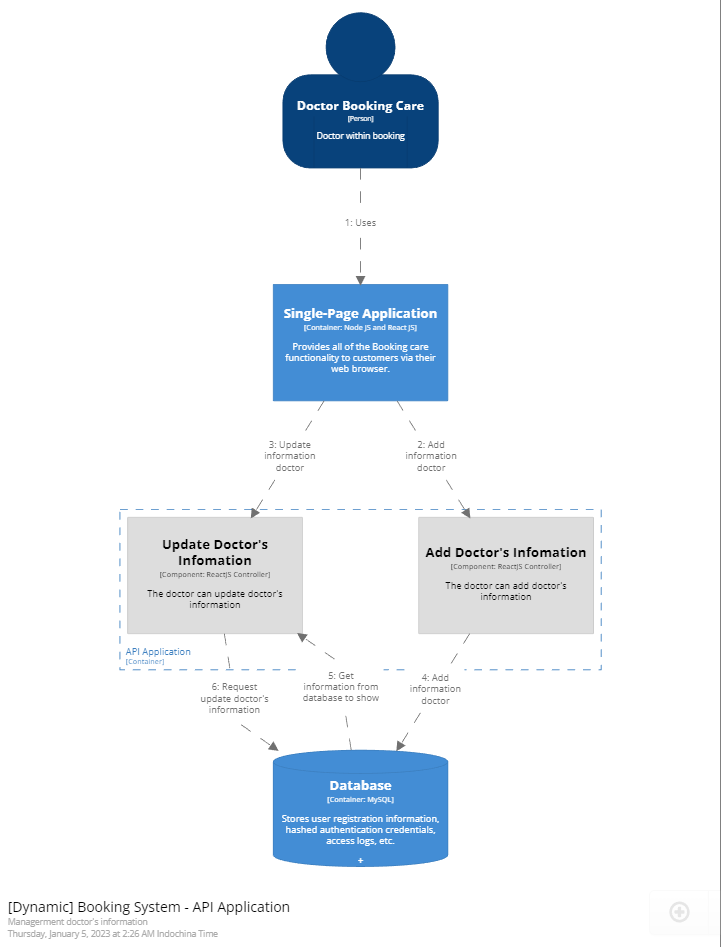 Doctor Booking Care
[Person]
Doctor within booking
1: Uses
Single-Page Application
[Container: Node JS and React JS]
Provides all of the Booking care
functionality to customers via their
web browser.
3: Update
information
doctor
2: Add
information
doctor
Update Doctor's
Infomation
[Component: ReactJS Controller]
The doctor can update doctor's
information
Add Doctor's Infomation
[Component: ReactJS Controller]
The doctor can add doctor's
information
API Application
[Container]
6: Request
update doctor's
information
5: Get
information from
database to show
4: Add
information
doctor
Database
[Container: MySQL]
Stores user registration information,
hashed authentication credentials,
access logs, etc.
+
[Dynamic] Booking System - API Application
Managerment doctor's information
Thursday, January 5, 2023 at 2:26 AM Indochina Time